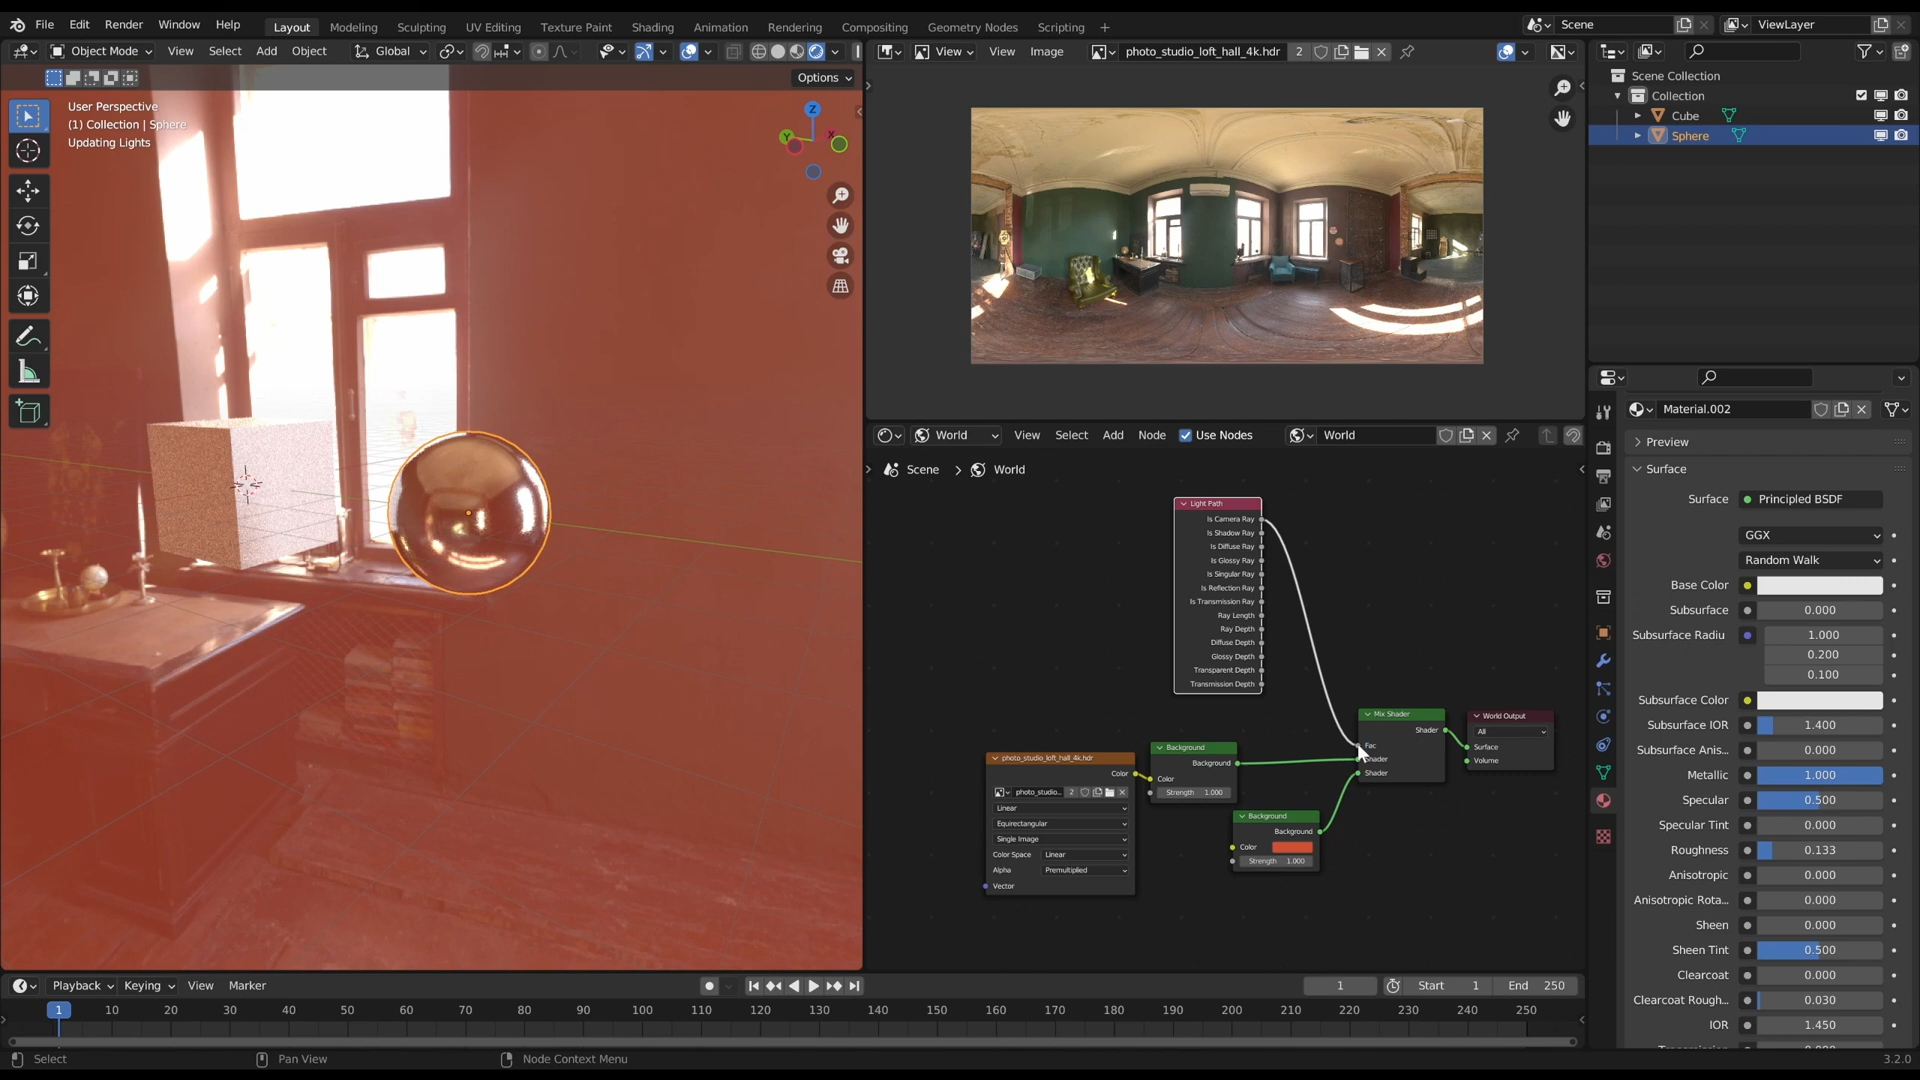 File Edit Render Window Help Layout Modeling Sculpting UV Editing Texture Paint Shading Animation Rendering Compositing Geometry Nodes Scripting + Scene ViewLayer
Object Mode View Select Add Object Global
View View Image photo_studio_loft_hall_4k.hdr 2
Options
User Perspective
(1) Collection | Sphere
Updating Lights
Z
Y
X
Scene Collection
Collection
Cube
Sphere
World View Select Add Node Use Nodes World
Scene > World
Light Path
Is Camera Ray
Is Shadow Ray
Is Diffuse Ray
Is Glossy Ray
Is Singular Ray
Is Reflection Ray
Is Transmission Ray
Ray Length
Ray Depth
Diffuse Depth
Glossy Depth
Transparent Depth
Transmission Depth
photo_studio_loft_hall_4k.hdr
Color
photo_studio... 2
Linear
Equirectangular
Single Image
Color Space Linear
Alpha Premultiplied
Vector
Background
Background
Color
Strength 1.000
Background
Background
Color
Strength 1.000
Mix Shader
Shader
Fac
Shader
Shader
World Output
All
Surface
Volume
Material.002
Preview
Surface
Surface Principled BSDF
GGX
Random Walk
Base Color
Subsurface 0.000
Subsurface Radiu 1.000
0.200
0.100
Subsurface Color
Subsurface IOR 1.400
Subsurface Anis... 0.000
Metallic 1.000
Specular 0.500
Specular Tint 0.000
Roughness 0.133
Anisotropic 0.000
Anisotropic Rota... 0.000
Sheen 0.000
Sheen Tint 0.500
Clearcoat 0.000
Clearcoat Rough... 0.030
IOR 1.450
Playback Keying View Marker 1 Start 1 End 250
1 10 20 30 40 50 60 70 80 90 100 110 120 130 140 150 160 170 180 190 200 210 220 230 240 250
Select Pan View Node Context Menu 3.2.0